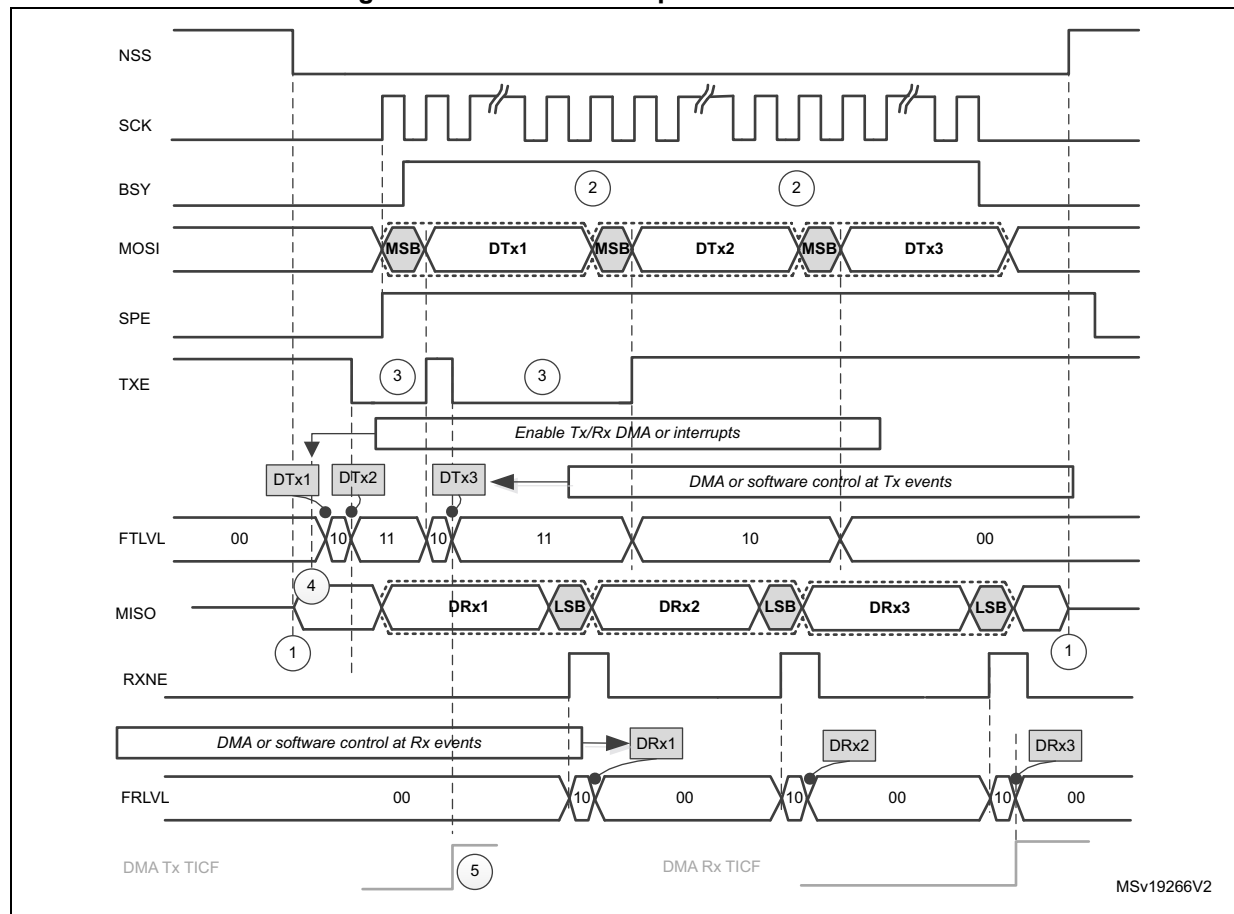 NSS
SCK
BSY
2 2
MOSI
MSB DTx1 MSB DTx2 MSB DTx3
SPE
TXE
3 3
Enable Tx/Rx DMA or interrupts
DTx1 DTx2 DTx3
DMA or software control at Tx events
FTLVL 00 10 11 10 11 10 00
4
MISO DRx1 LSB DRx2 LSB DRx3 LSB
1 1
RXNE
DMA or software control at Rx events DRx1 DRx2 DRx3
FRLVL 00 10 00 10 00 10 00
DMA Tx TICF 5 DMA Rx TICF
MSv19266V2